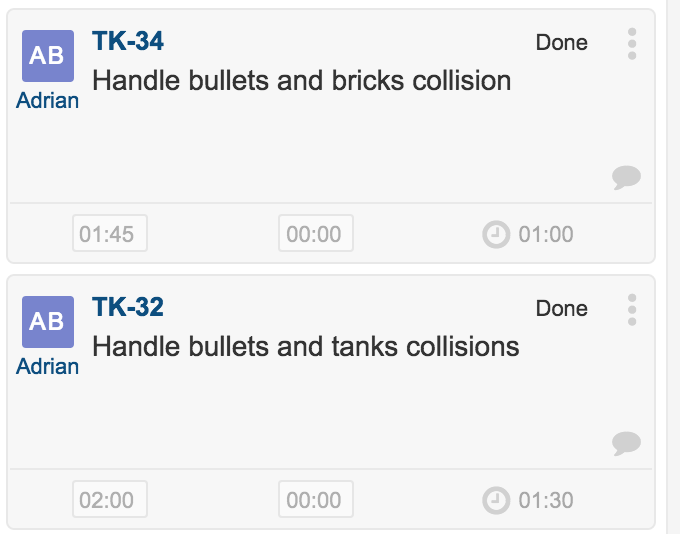 AB
TK-34
Done
Handle bullets and bricks collision
Adrian
01:45
00:00
01:00
AB
TK-32
Done
Handle bullets and tanks collisions
Adrian
02:00
00:00
01:30